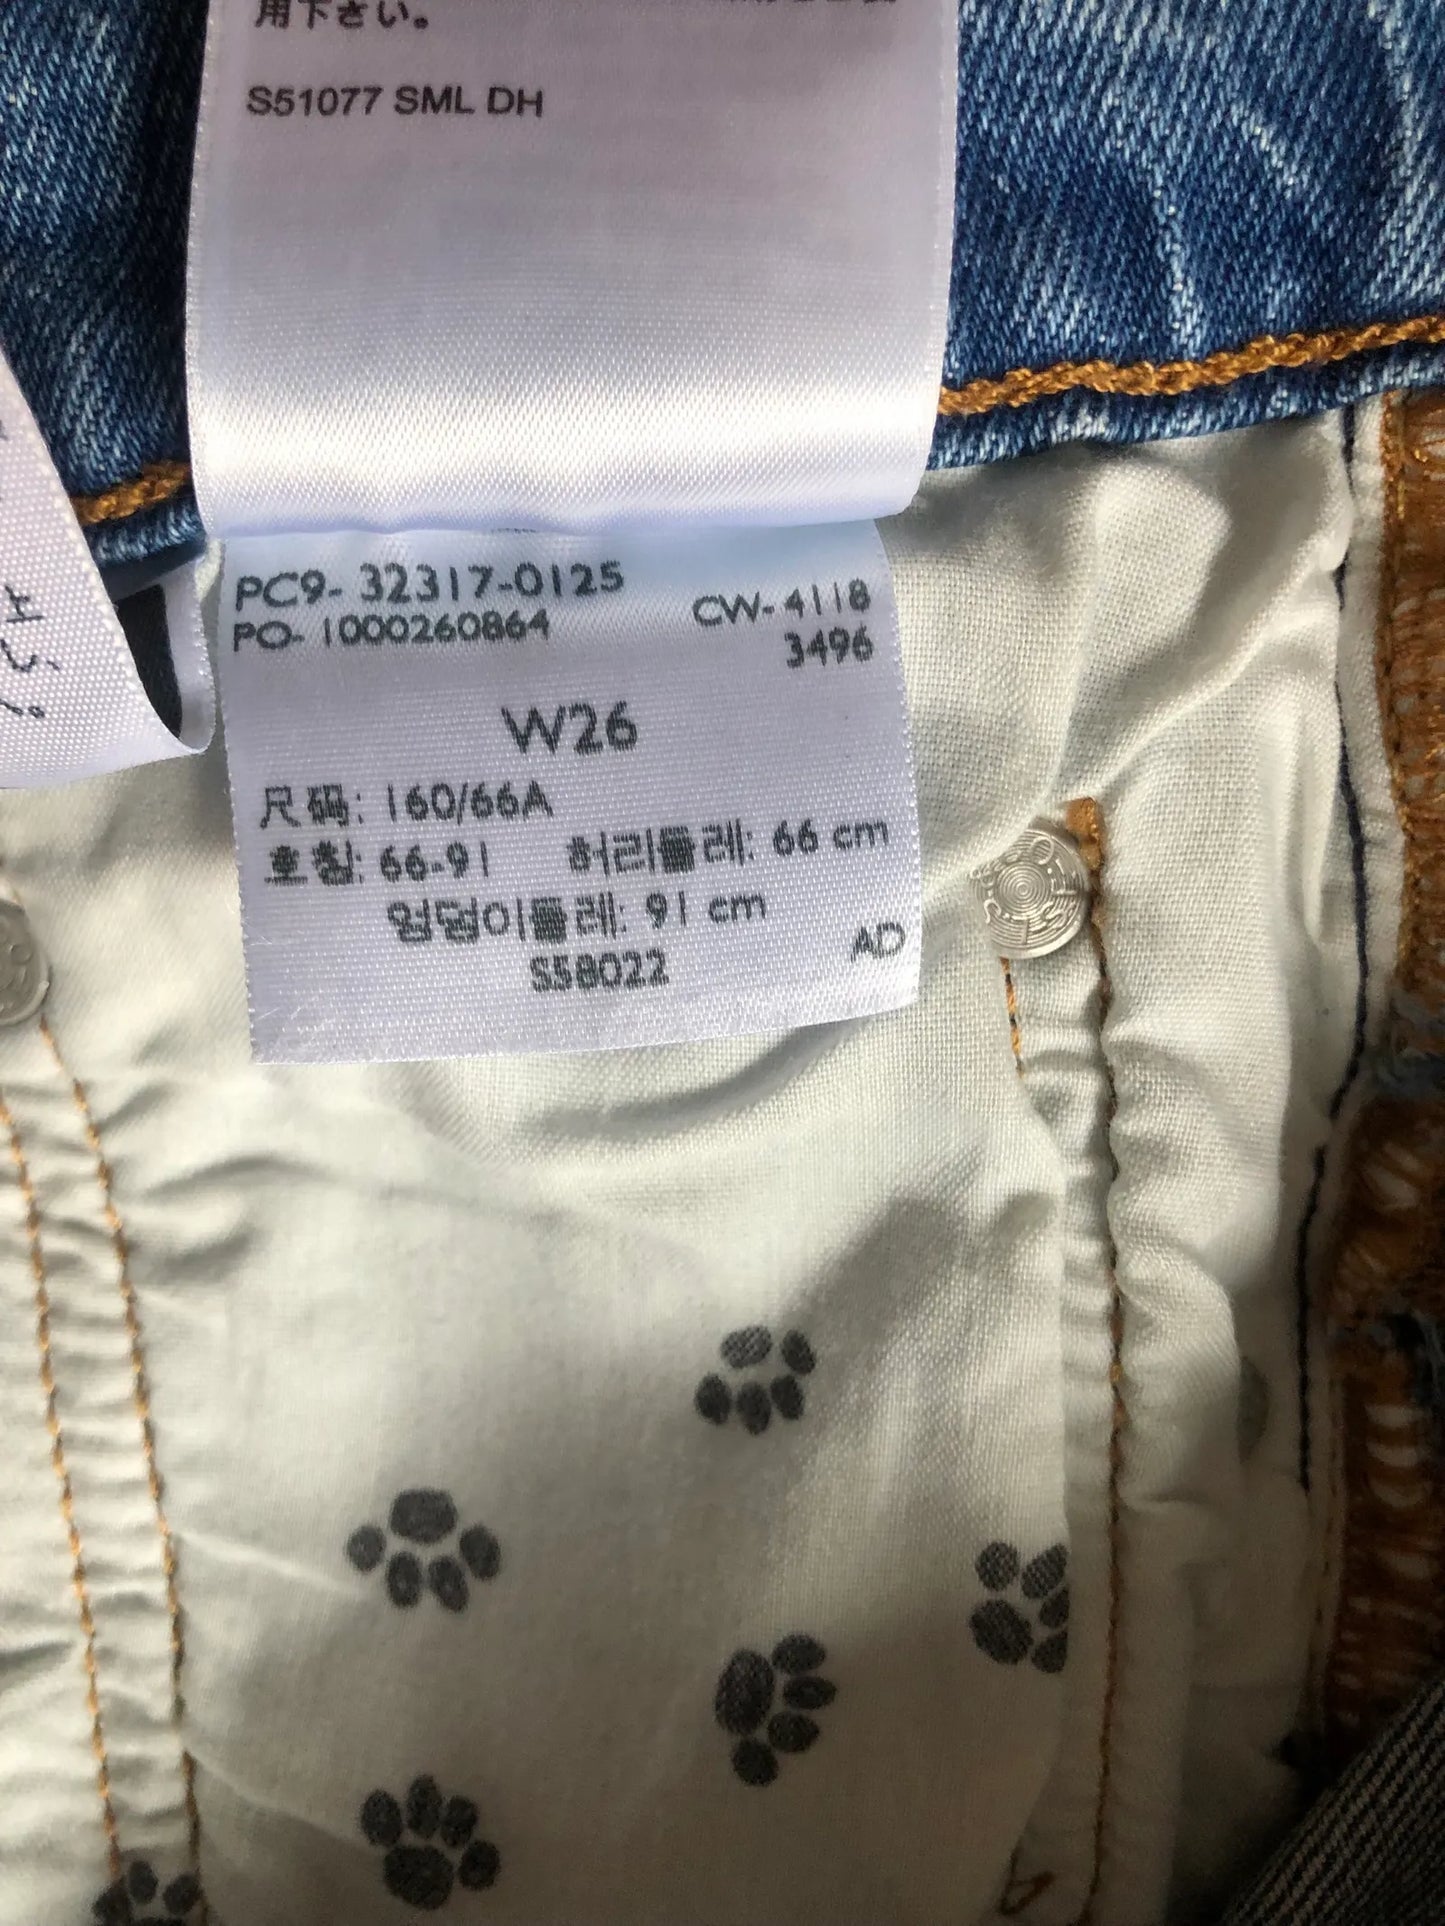 用下さい。
S51077 SML DH
PC9- 32317-0125
CW- 4118
PO- 1000260864
3496
W26
尺码: 160/66A
호칭: 66-91 허리둘레: 66 cm
엉덩이둘레: 91 cm
AD
S58022